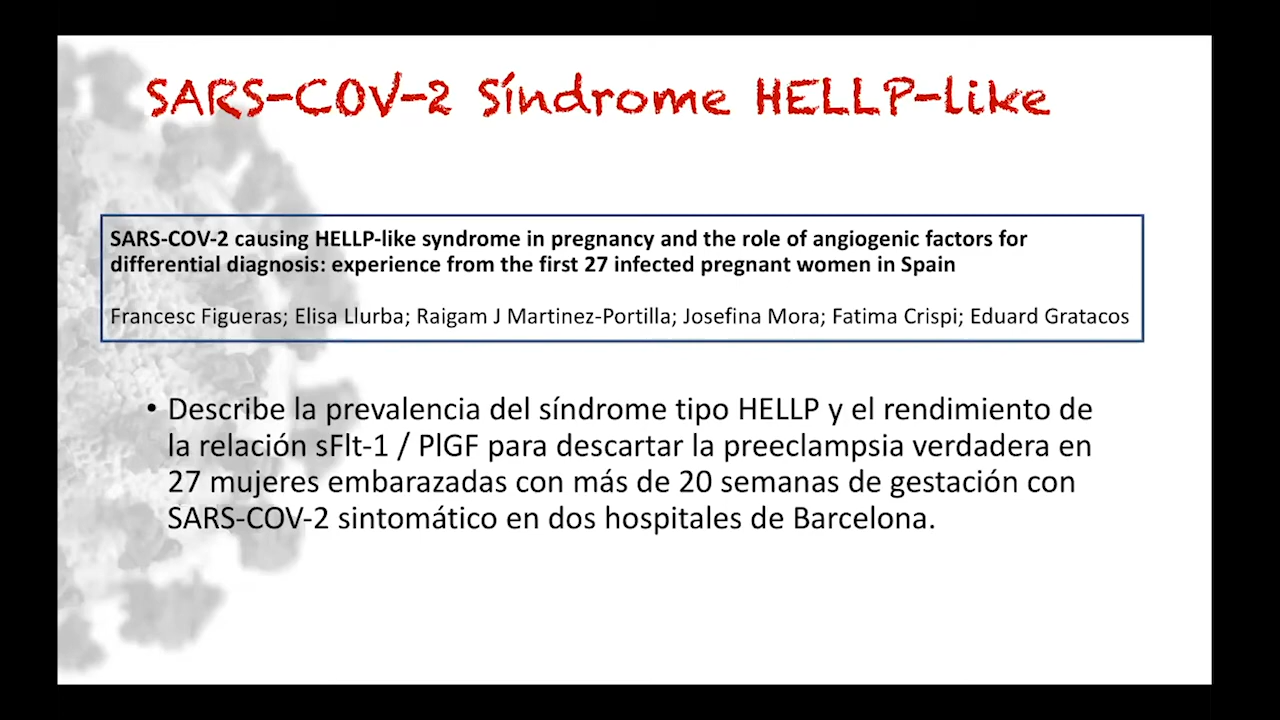 SARS-COV-2 Síndrome HELLP-like
SARS-COV-2 causing HELLP-like syndrome in pregnancy and the role of angiogenic factors for
differential diagnosis: experience from the first 27 infected pregnant women in Spain
Francesc Figueras; Elisa Llurba; Raigam J Martinez-Portilla; Josefina Mora; Fatima Crispi; Eduard Gratacos
• Describe la prevalencia del síndrome tipo HELLP y el rendimiento de
la relación sFlt-1 / PlGF para descartar la preeclampsia verdadera en
27 mujeres embarazadas con más de 20 semanas de gestación con
SARS-COV-2 sintomático en dos hospitales de Barcelona.